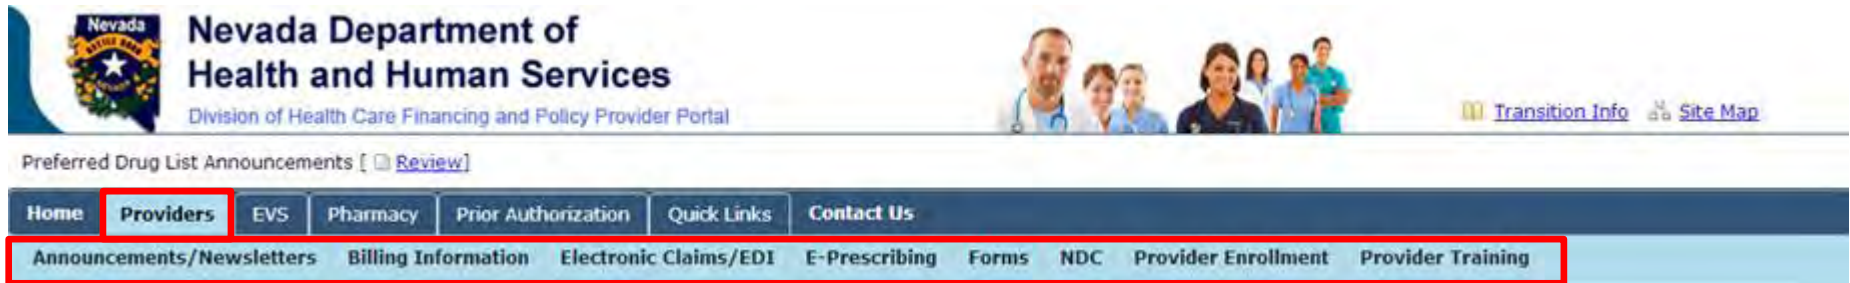 Nevada
Nevada Department of
Health and Human Services
Division of Health Care Financing and Policy Provider Portal
Transition Info Site Map
Preferred Drug List Announcements [ Review]
Home Providers EVS Pharmacy Prior Authorization Quick Links Contact Us
Announcements/Newsletters Billing Information Electronic Claims/EDI E-Prescribing Forms NDC Provider Enrollment Provider Training